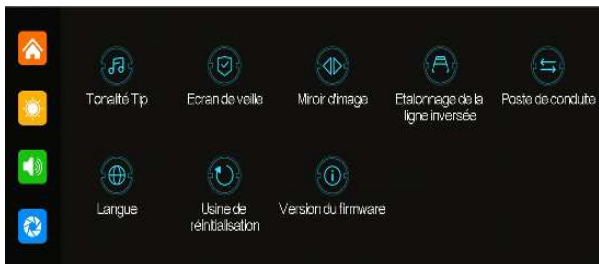 Tonalité Tip
Ecran de veille
Miroir d'image
Etalonnage de la
ligne inversée
Poste de conduite
Langue
Usine de
réinitialisation
Version du firmware